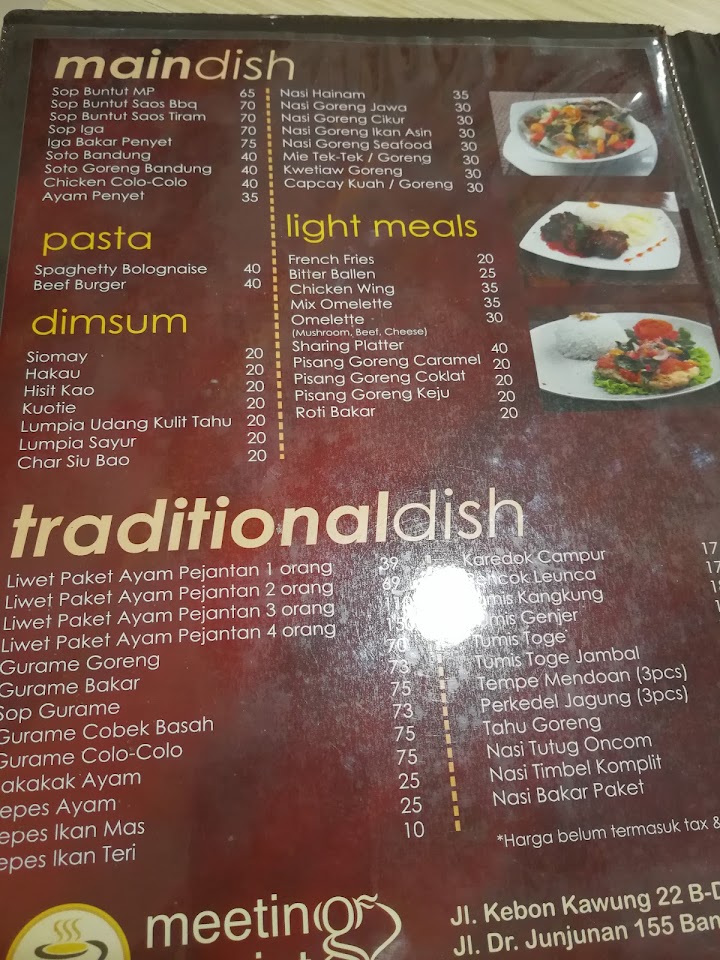 maindish
Sop Buntut MP 65
Sop Buntut Saos Bbq 70
Sop Buntut Saos Tiram 70
Sop Iga 70
Iga Bakar Penyet 75
Soto Bandung 40
Soto Goreng Bandung 40
Chicken Colo-Colo 40
Ayam Penyet 35
Nasi Hainam 35
Nasi Goreng Jawa 30
Nasi Goreng Cikur 30
Nasi Goreng Ikan Asin 30
Nasi Goreng Seafood 30
Mie Tek-Tek / Goreng 30
Kwetiaw Goreng 30
Capcay Kuah / Goreng 30
pasta
Spaghetty Bolognaise 40
Beef Burger 40
dimsum
Siomay 20
Hakau 20
Hisit Kao 20
Kuotie 20
Lumpia Udang Kulit Tahu 20
Lumpia Sayur 20
Char Siu Bao 20
light meals
French Fries 20
Bitter Ballen 25
Chicken Wing 35
Mix Omelette 35
Omelette 30
(Mushroom, Beef, Cheese)
Sharing Platter 40
Pisang Goreng Caramel 20
Pisang Goreng Coklat 20
Pisang Goreng Keju 20
Roti Bakar 20
traditionaldish
Liwet Paket Ayam Pejantan 1 orang 39
Liwet Paket Ayam Pejantan 2 orang
Liwet Paket Ayam Pejantan 3 orang
Liwet Paket Ayam Pejantan 4 orang
Gurame Goreng 70
Gurame Bakar 73
Sop Gurame 75
Gurame Cobek Basah 73
Gurame Colo-Colo 75
Ayam 75
Ayam 25
Ikan Mas 25
Ikan Teri 10
Karedok Campur 17
Leunca
Kangkung
Genjer
Tumis Toge
Tumis Toge Jambal
Tempe Mendoan (3pcs)
Perkedel Jagung (3pcs)
Tahu Goreng
Nasi Tutug Oncom
Nasi Timbel Komplit
Nasi Bakar Paket
*Harga belum termasuk tax &
meeting
Jl. Kebon Kawung 22
Jl. Dr. Junjunan 155